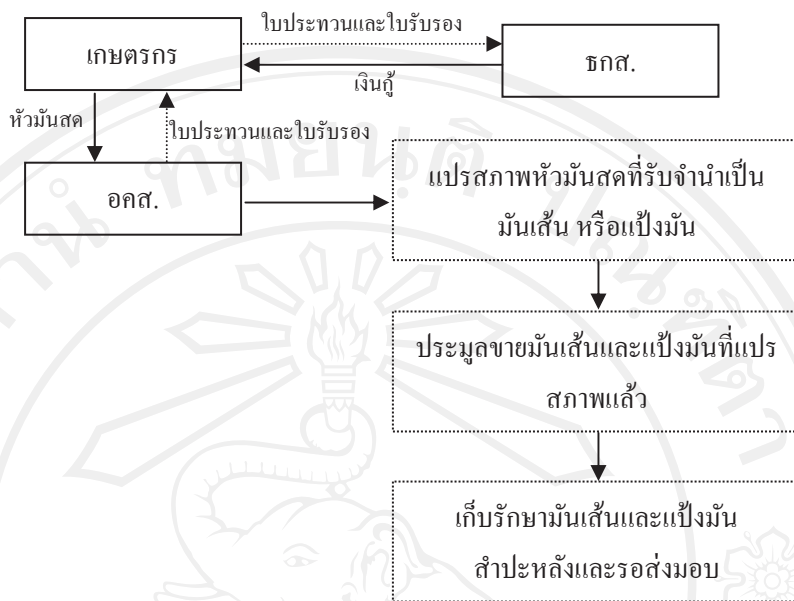 ใบประทวนและใบรับรอง
เกษตรกร
ธกส.
เงินกู้
หัวมันสด
ใบประทวนและใบรับรอง
อคส.
แปรสภาพหัวมันสดที่รับจำนำเป็น
มันเส้น หรือแป้งมัน
ประมูลขายมันเส้นและแป้งมันที่แปร
สภาพแล้ว
เก็บรักษามันเส้นและแป้งมัน
สำปะหลังและรอส่งมอบ